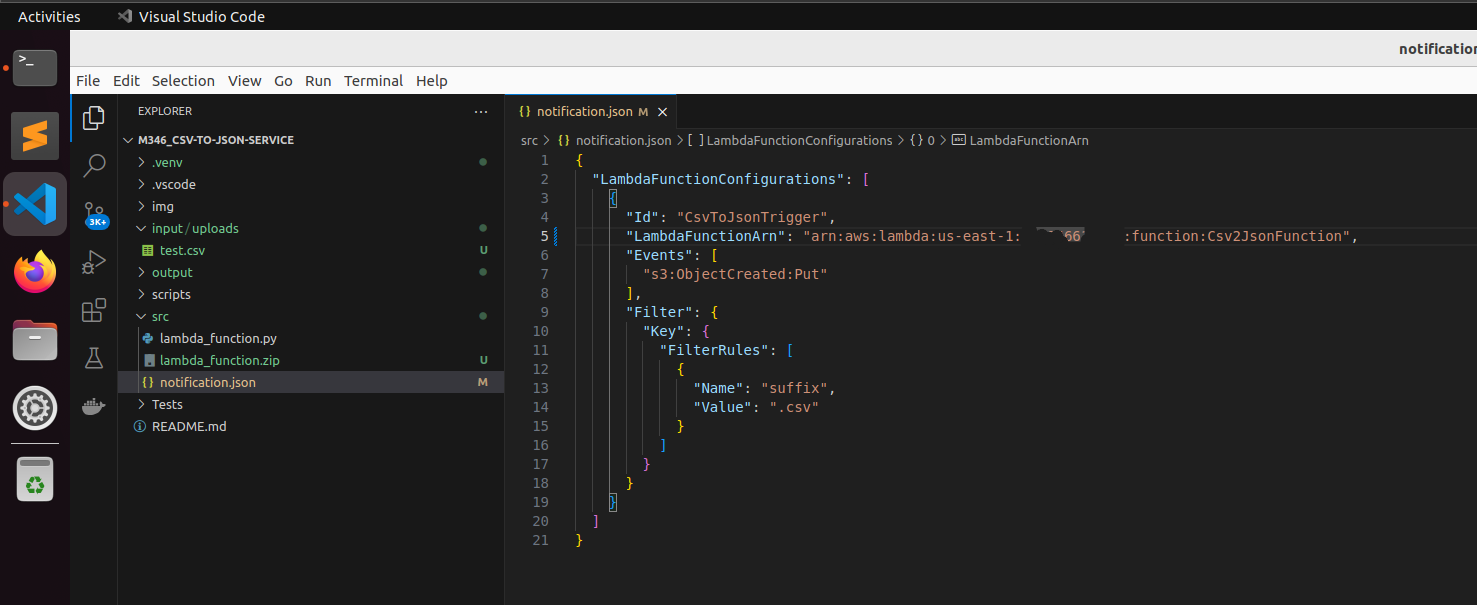 Activities
Visual Studio Code
notification
File Edit Selection View Go Run Terminal Help
EXPLORER
notification.json M
M346_CSV-TO-JSON-SERVICE
.venv
.vscode
img
input / uploads
test.csv U
output
scripts
src
lambda_function.py
lambda_function.zip U
notification.json M
Tests
README.md
3K+
src > {} notification.json > [ ] LambdaFunctionConfigurations > {} 0 > LambdaFunctionArn
1 {
2 "LambdaFunctionConfigurations": [
3 {
4 "Id": "CsvToJsonTrigger",
5 "LambdaFunctionArn": "arn:aws:lambda:us-east-1: 66 :function:Csv2JsonFunction",
6 "Events": [
7 "s3:ObjectCreated:Put"
8 ],
9 "Filter": {
10 "Key": {
11 "FilterRules": [
12 {
13 "Name": "suffix",
14 "Value": ".csv"
15 }
16 ]
17 }
18 }
19 }
20 ]
21 }